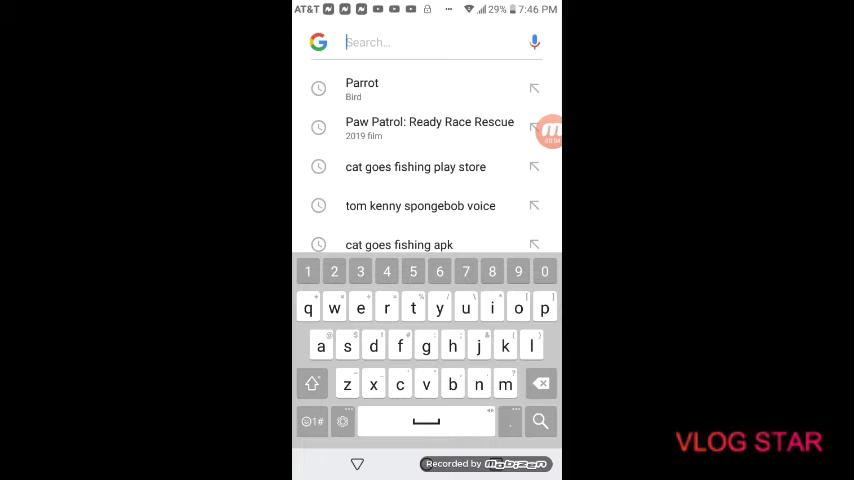 AT&T 29% 7:46 PM
Search...
Parrot
Bird
Paw Patrol: Ready Race Rescue
2019 film
cat goes fishing play store
tom kenny spongebob voice
cat goes fishing apk
1 2 3 4 5 6 7 8 9 0
q w e r t y u i o p
a s d f g h j k l
z x c v b n m
1# .
VLOG STAR
Recorded by mobizen